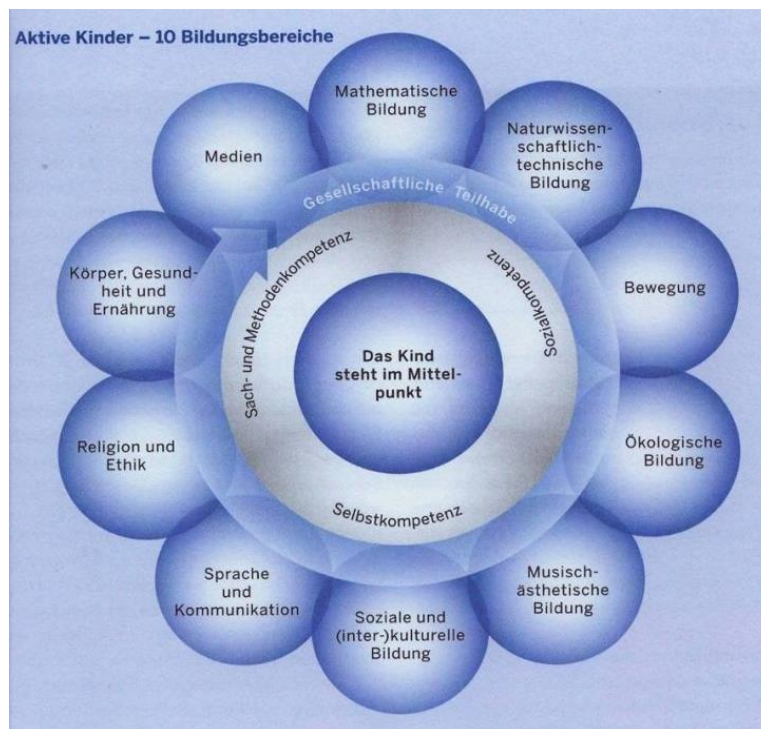 Aktive Kinder – 10 Bildungsbereiche
Mathematische
Bildung
Naturwissen-
schaftlich-
technische
Bildung
Bewegung
Ökologische
Bildung
Musisch-
ästhetische
Bildung
Soziale und
(inter-)kulturelle
Bildung
Sprache
und
Kommunikation
Religion und
Ethik
Körper, Gesund-
heit und
Ernährung
Medien
Gesellschaftliche Teilhabe
Sach- und Methodenkompetenz
Sozialkompetenz
Selbstkompetenz
Das Kind
steht im Mittel-
punkt